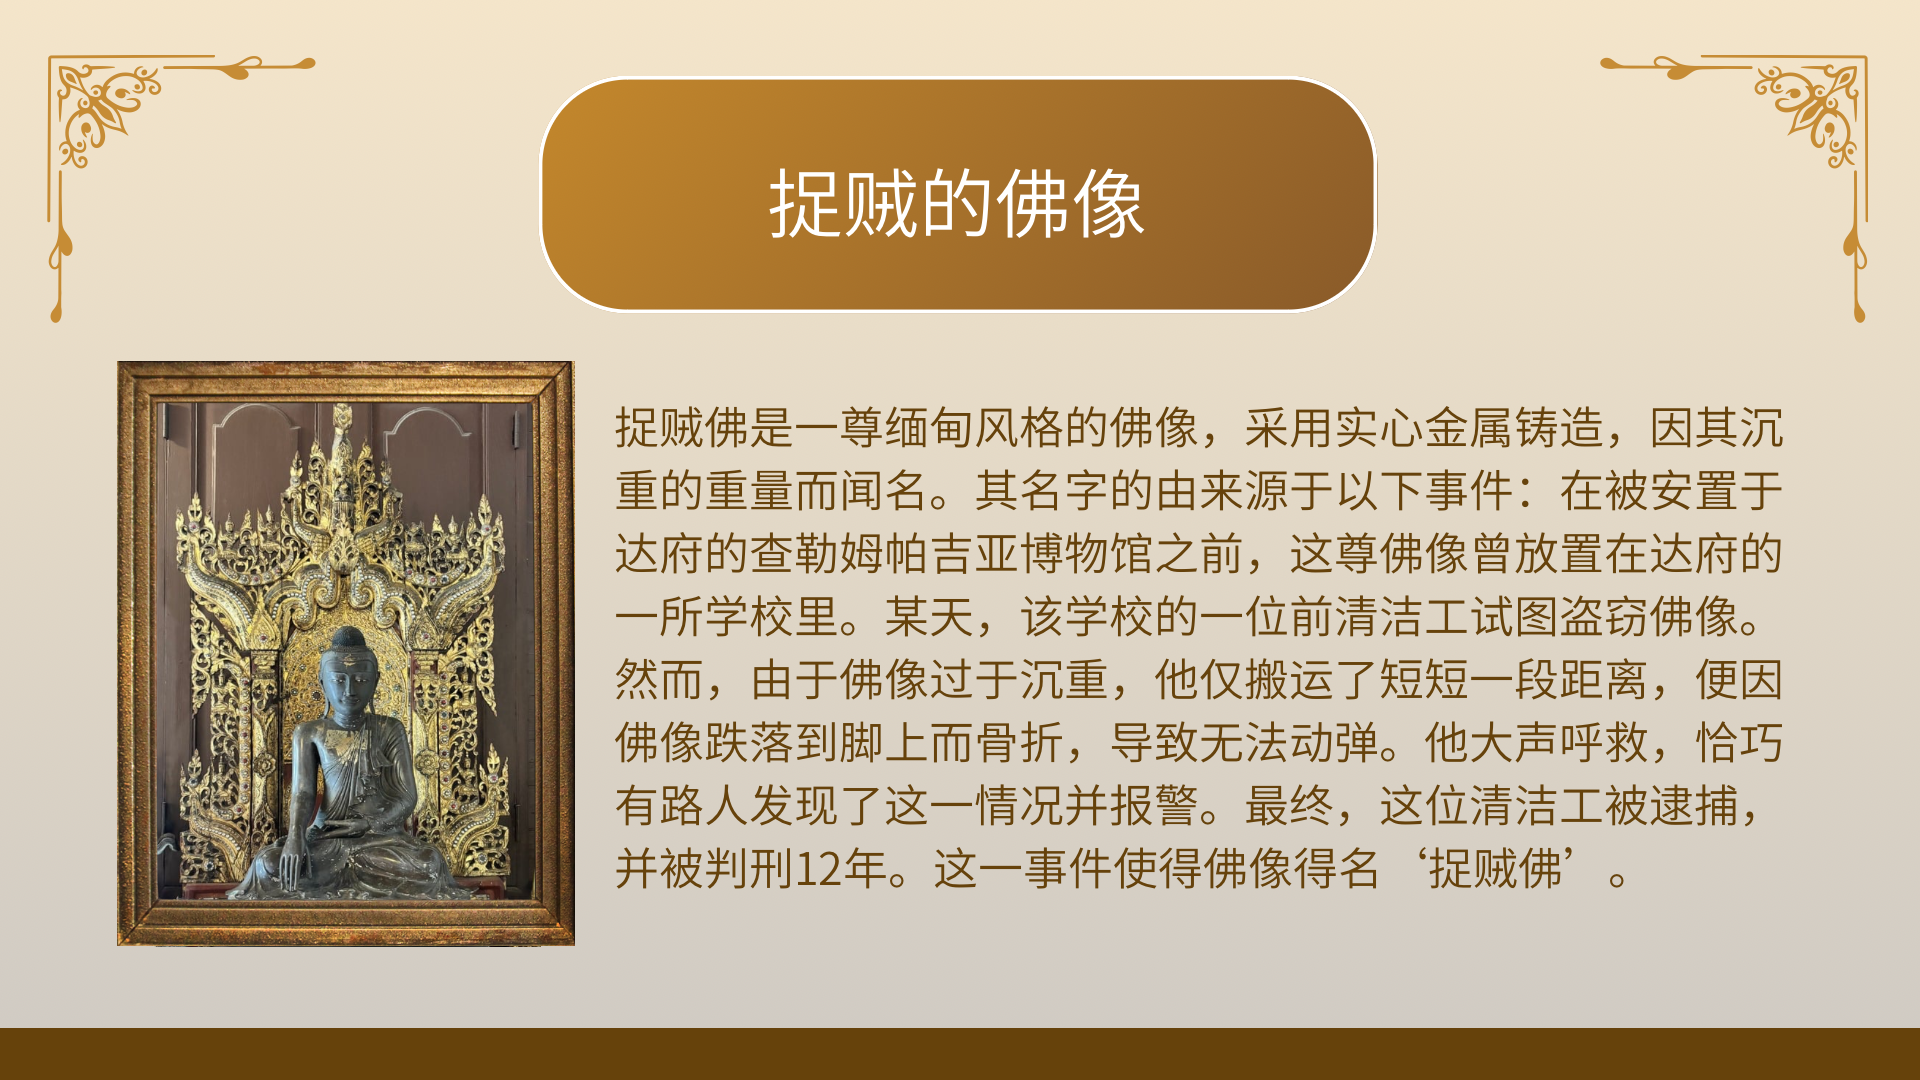 捉贼的佛像
捉贼佛是一尊缅甸风格的佛像，采用实心金属铸造，因其沉
重的重量而闻名。其名字的由来源于以下事件：在被安置于
达府的查勒姆帕吉亚博物馆之前，这尊佛像曾放置在达府的
一所学校里。某天，该学校的一位前清洁工试图盗窃佛像。
然而，由于佛像过于沉重，他仅搬运了短短一段距离，便因
佛像跌落到脚上而骨折，导致无法动弹。他大声呼救，恰巧
有路人发现了这一情况并报警。最终，这位清洁工被逮捕，
并被判刑12年。这一事件使得佛像得名‘捉贼佛’。